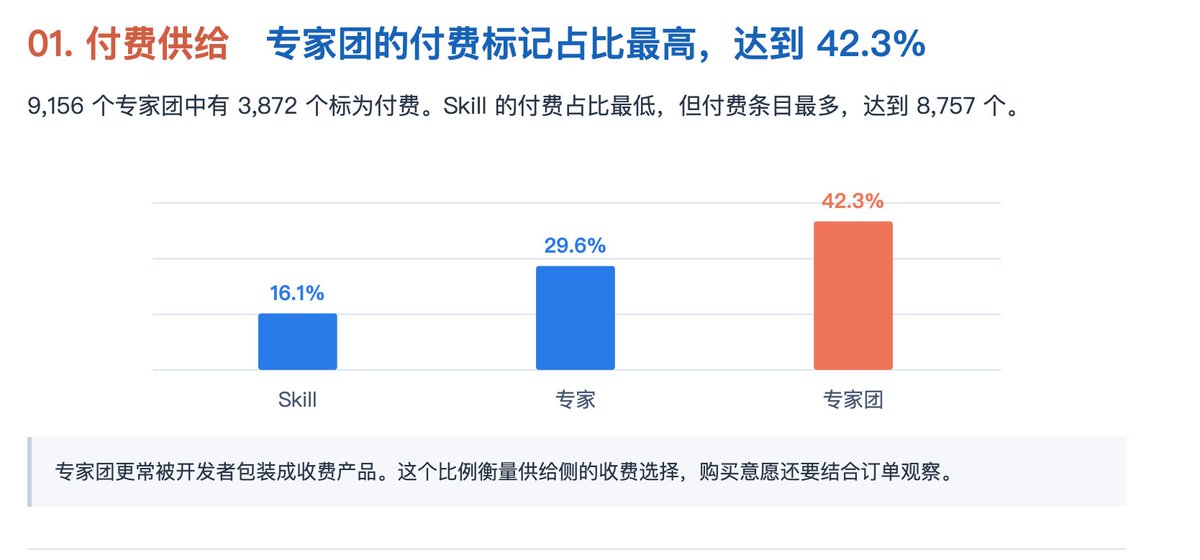 01. 付费供给 专家团的付费标记占比最高，达到 42.3%
9,156 个专家团中有 3,872 个标为付费。Skill 的付费占比最低，但付费条目最多，达到 8,757 个。
42.3%
29.6%
16.1%
Skill 专家 专家团
专家团更常被开发者包装成收费产品。这个比例衡量供给侧的收费选择，购买意愿还要结合订单观察。